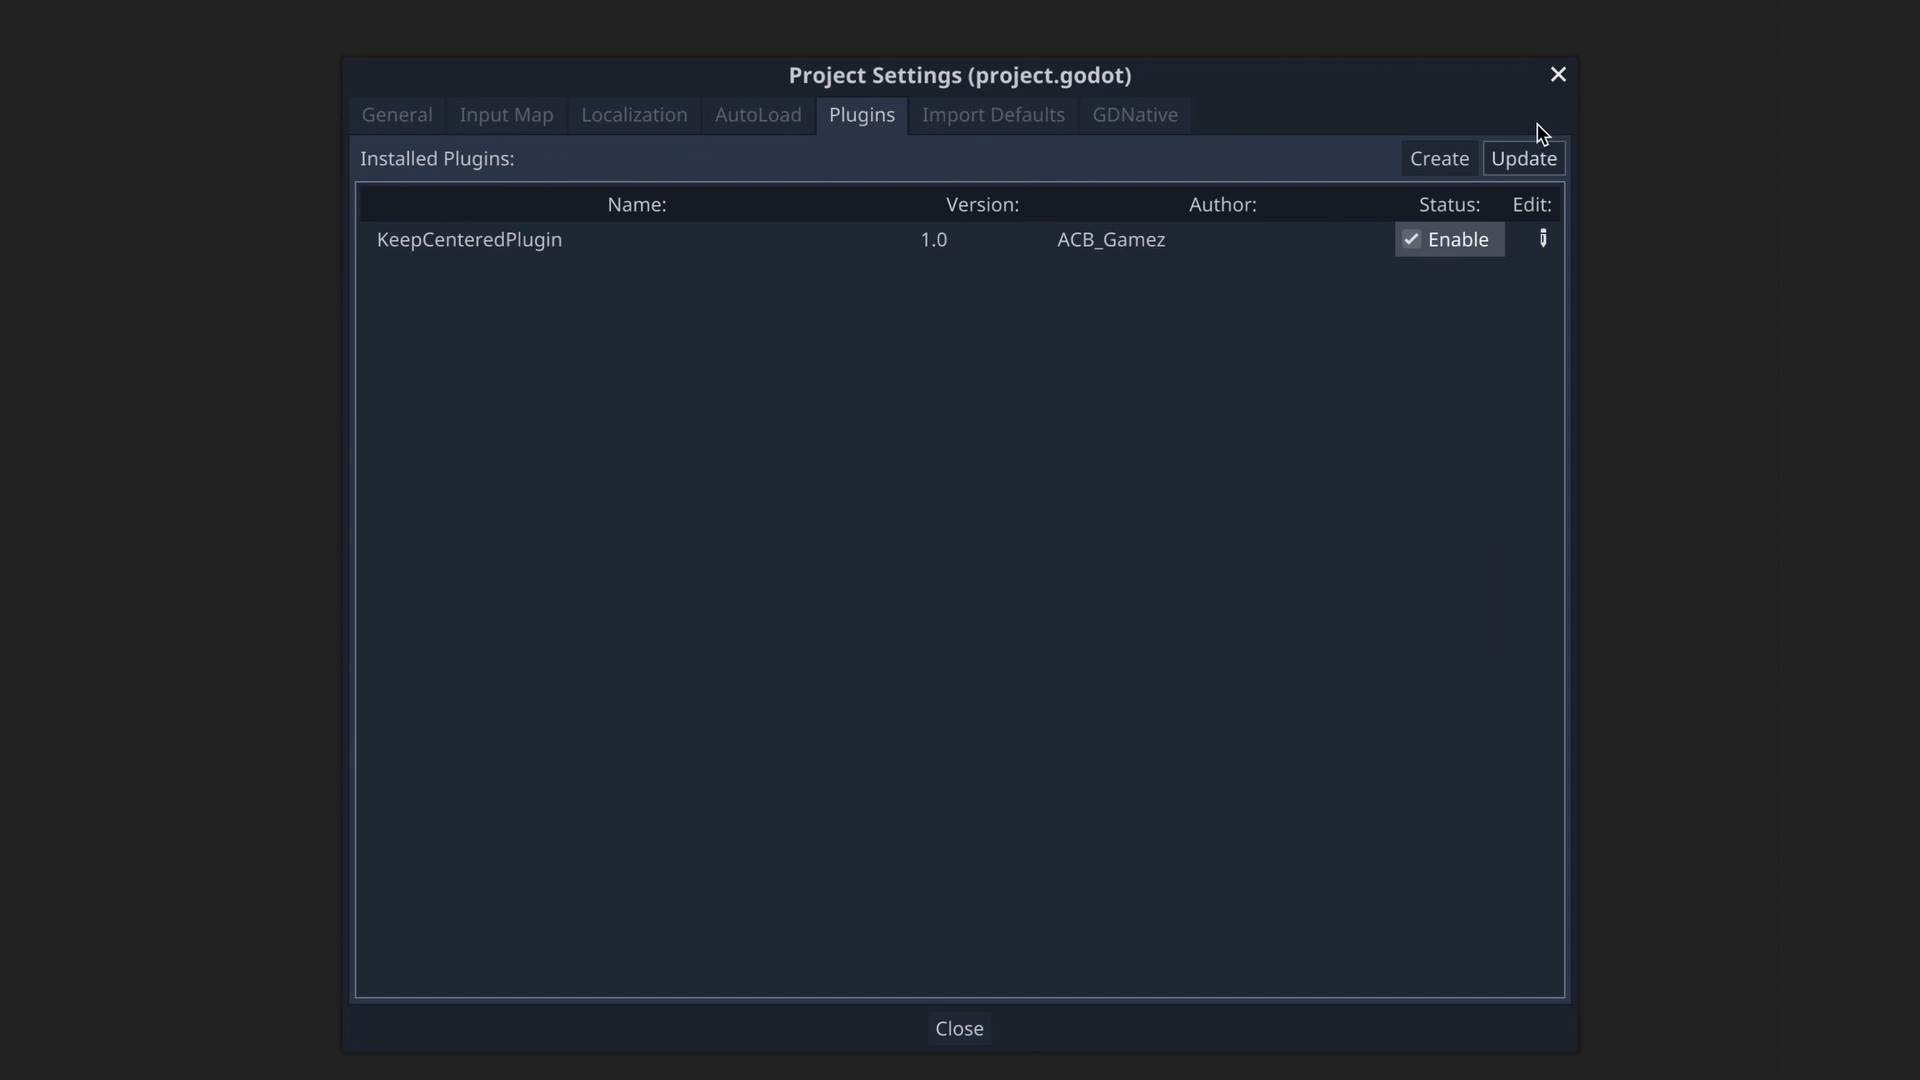 Project Settings (project.godot)
General Input Map Localization AutoLoad Plugins Import Defaults GDNative
Installed Plugins: Create Update
Name: Version: Author: Status: Edit:
KeepCenteredPlugin 1.0 ACB_Gamez Enable
Close